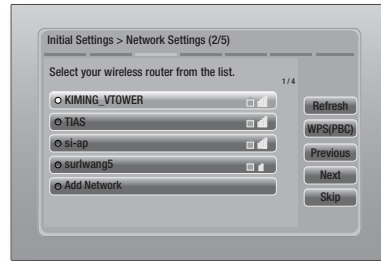 Initial Settings > Network Settings (2/5)
Select your wireless router from the list.
1/4
KIMING_VTOWER
TIAS
si-ap
surlwang5
Add Network
Refresh
WPS(PBC)
Previous
Next
Skip